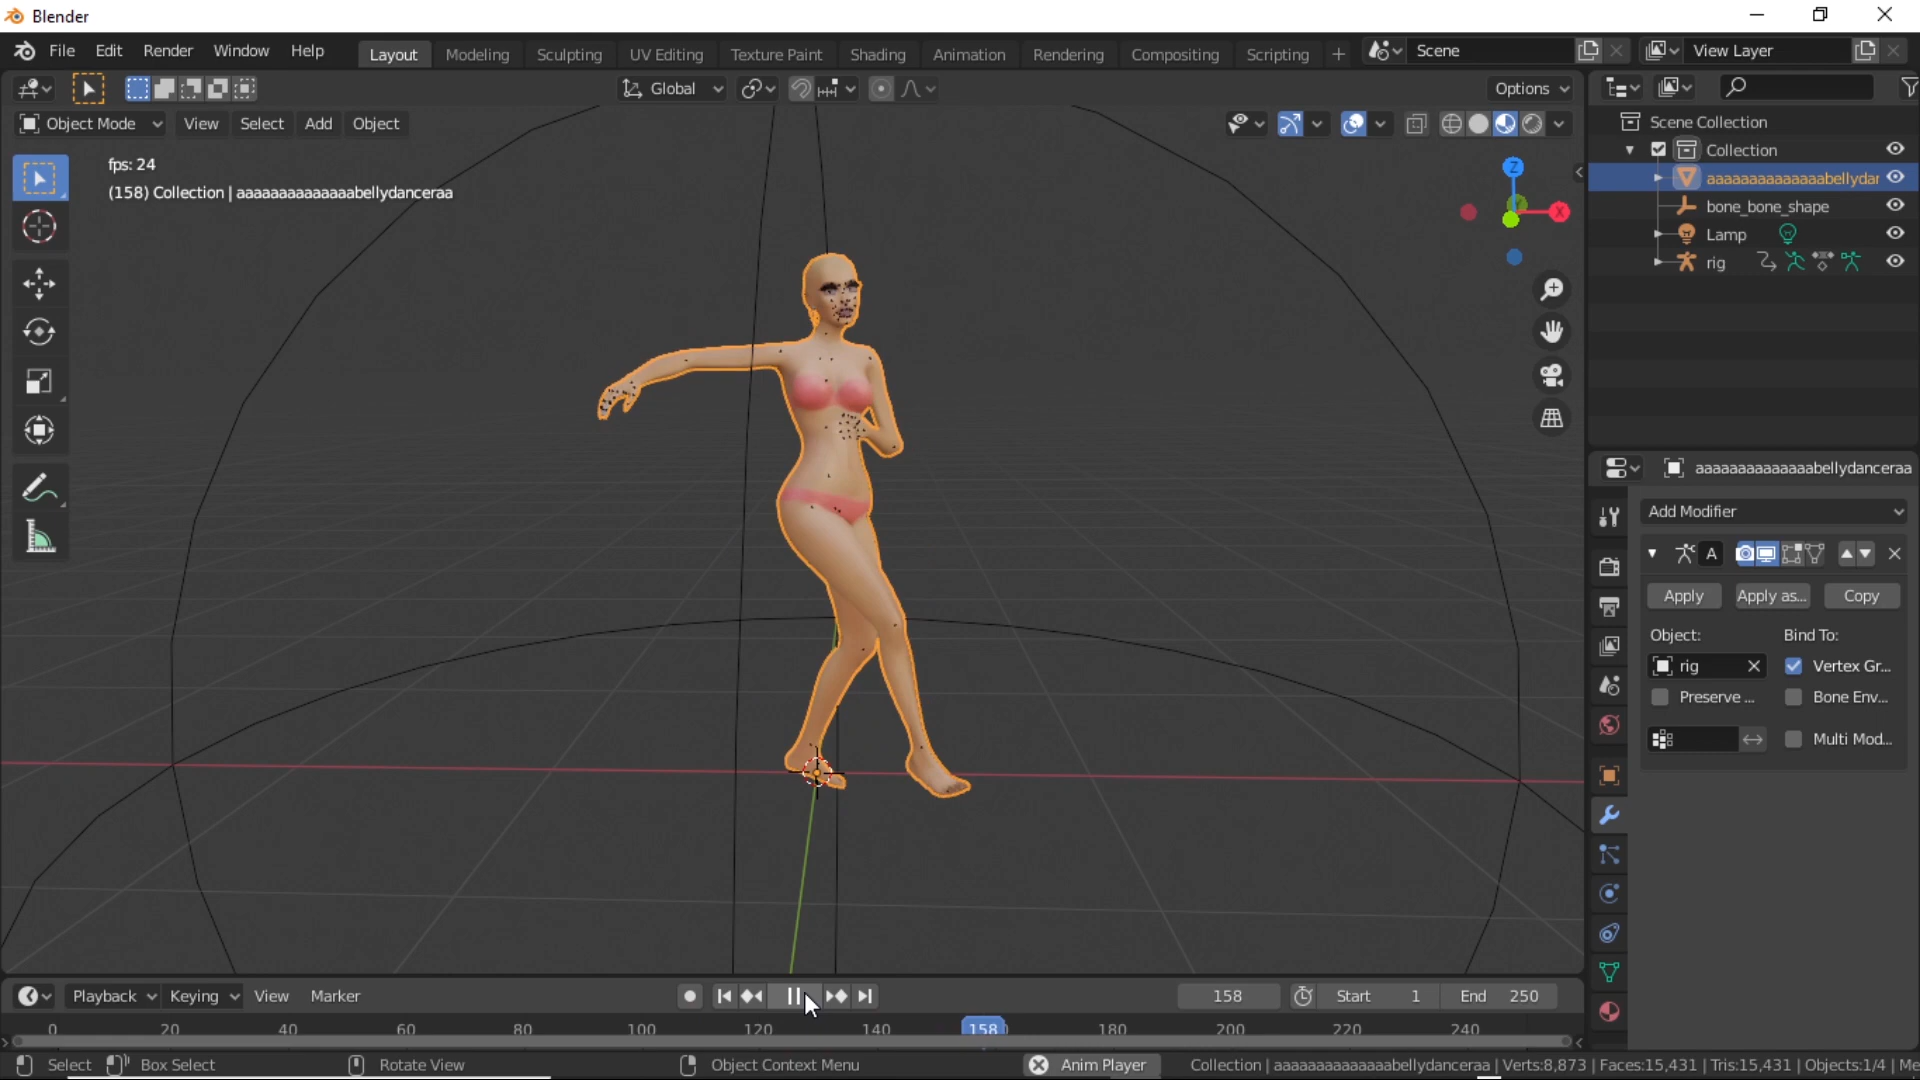 Blender
File Edit Render Window Help Layout Modeling Sculpting UV Editing Texture Paint Shading Animation Rendering Compositing Scripting + Scene View Layer
Global Options
Object Mode View Select Add Object
fps: 24
(158) Collection | aaaaaaaaaaaaaabellydanceraa
Z
X
Scene Collection
Collection
aaaaaaaaaaaaaabellydar
bone_bone_shape
Lamp
rig
aaaaaaaaaaaaaabellydanceraa
Add Modifier
A
Apply Apply as... Copy
Object: Bind To:
rig Vertex Gr...
Preserve ... Bone Env...
Multi Mod...
Playback Keying View Marker 158 Start 1 End 250
0 20 40 60 80 100 120 140 158 180 200 220 240
Select Box Select Rotate View Object Context Menu Anim Player Collection | aaaaaaaaaaaaaabellydanceraa | Verts:8,873 | Faces:15,431 | Tris:15,431 | Objects:1/4 | Me